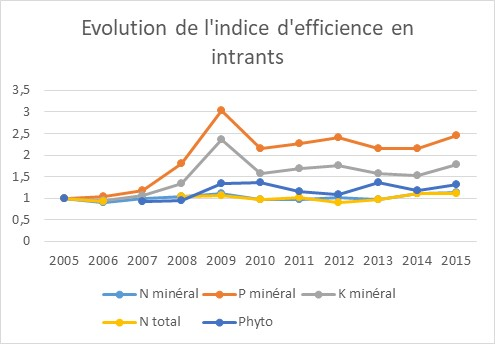 Evolution de l'indice d'efficience en
intrants
3,5
3
2,5
2
1,5
1
0,5
0
2005 2006 2007 2008 2009 2010 2011 2012 2013 2014 2015
N minéral P minéral K minéral
N total Phyto